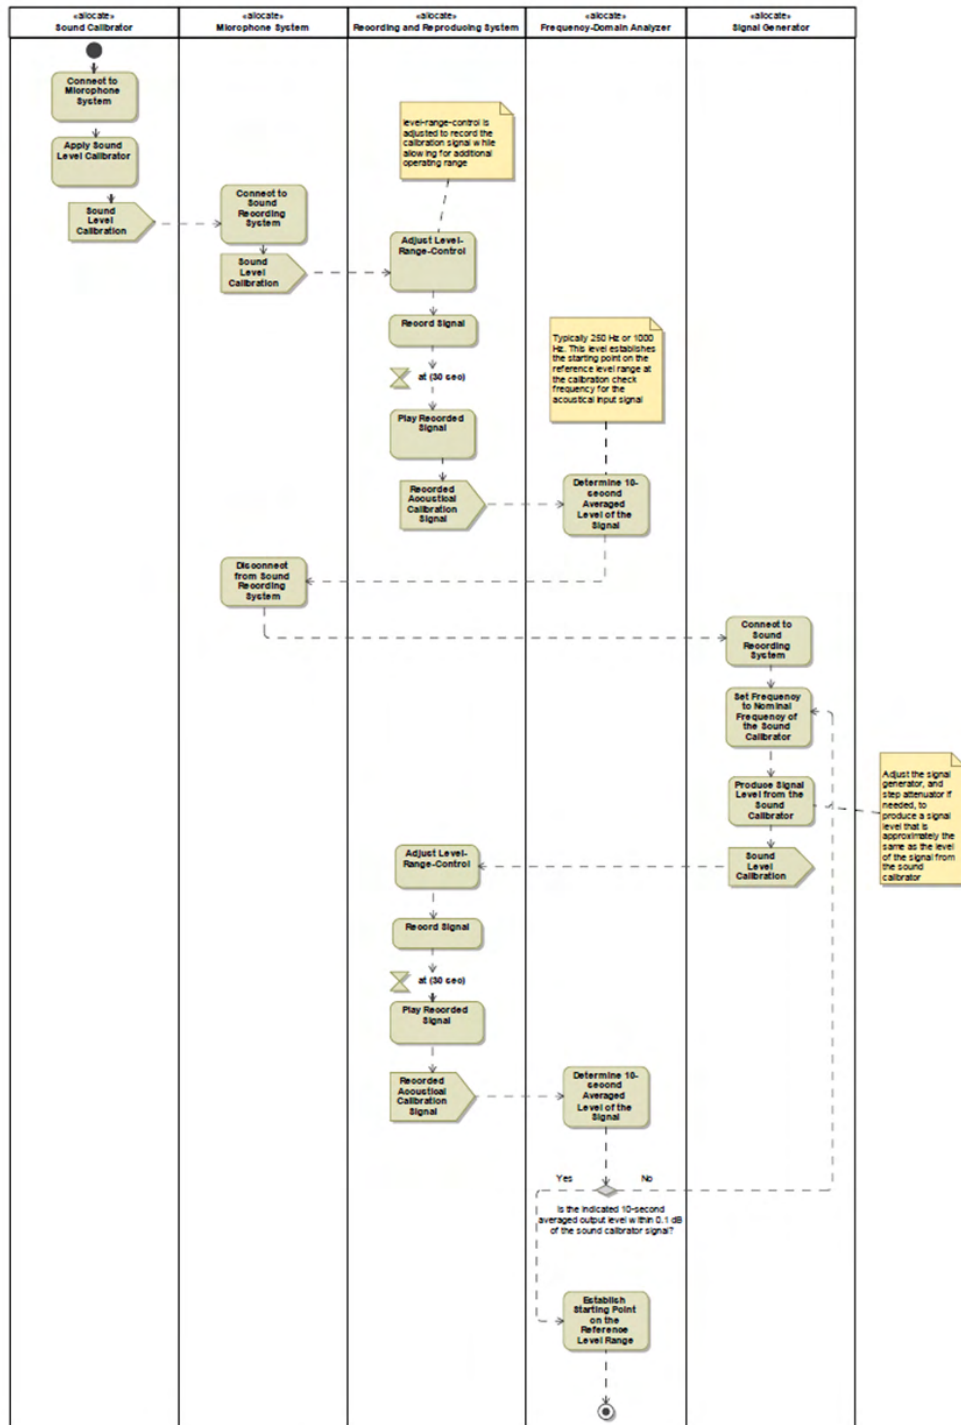 «allocate»
Sound Calibrator
«allocate»
Microphone System
«allocate»
Recording and Reproducing System
«allocate»
Frequency-Domain Analyzer
«allocate»
Signal Generator
Connect to
Microphone
System
Apply Sound
Level Calibrator
Sound
Level
Calibration
Connect to
Sound
Recording
System
Sound
Level
Calibration
level-range-control is
adjusted to record the
calibration signal while
allowing for additional
operating range
Adjust Level-
Range-Control
Record Signal
at (30 sec)
Play Recorded
Signal
Recorded
Acoustical
Calibration
Signal
Typically 250 Hz or 1000
Hz. This level establishes
the starting point on the
reference level range at
the calibration check
frequency for the
acoustical input signal
Determine 10-
second
Averaged
Level of the
Signal
Disconnect
from Sound
Recording
System
Connect to
Sound
Recording
System
Set Frequency
to Nominal
Frequency of
the Sound
Calibrator
Produce Signal
Level from the
Sound
Calibrator
Adjust the signal
generator, and
step attenuator if
needed, to
produce a signal
level that is
approximately the
same as the level
of the signal from
the sound
calibrator
Sound
Level
Calibration
Adjust Level-
Range-Control
Record Signal
at (30 sec)
Play Recorded
Signal
Recorded
Acoustical
Calibration
Signal
Determine 10-
second
Averaged
Level of the
Signal
Yes
No
Is the indicated 10-second
averaged output level within 0.1 dB
of the sound calibrator signal?
Establish
Starting Point
on the
Reference
Level Range